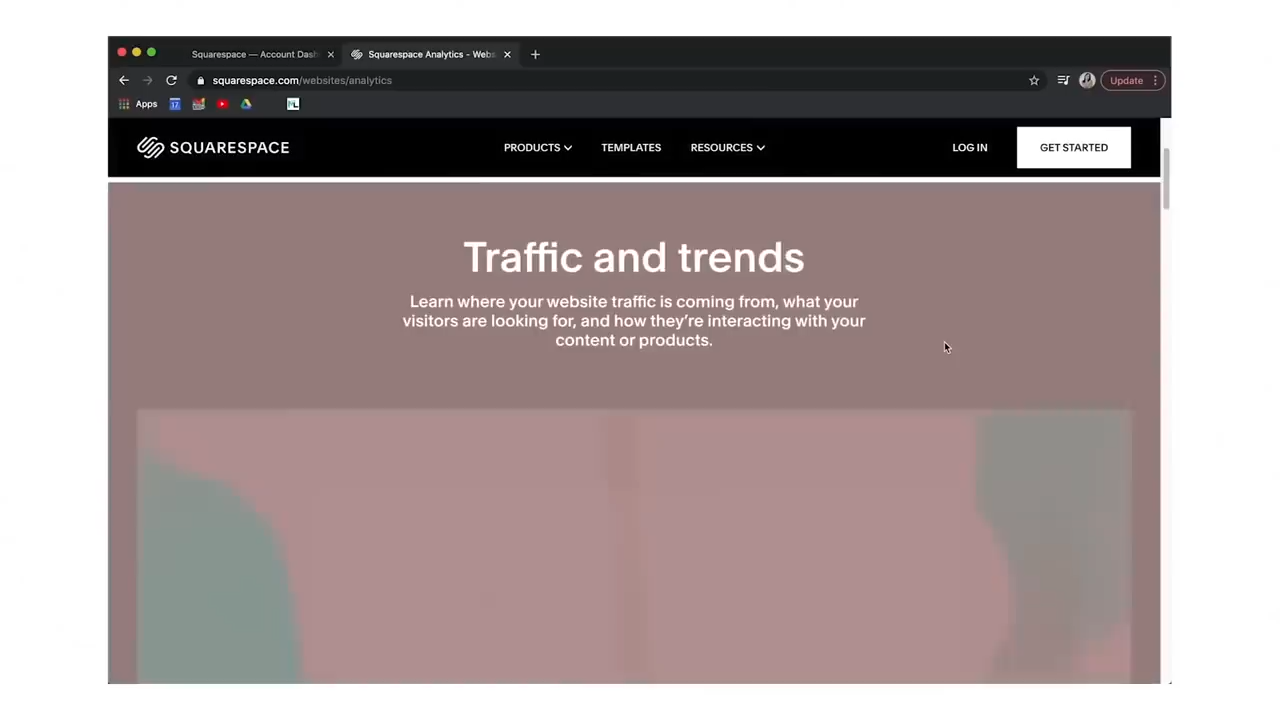 Squarespace — Account Dash
Squarespace Analytics - Webs
squarespace.com/websites/analytics
Update
Apps
17
SQUARESPACE
PRODUCTS
TEMPLATES
RESOURCES
LOG IN
GET STARTED
Traffic and trends
Learn where your website traffic is coming from, what your
visitors are looking for, and how they're interacting with your
content or products.